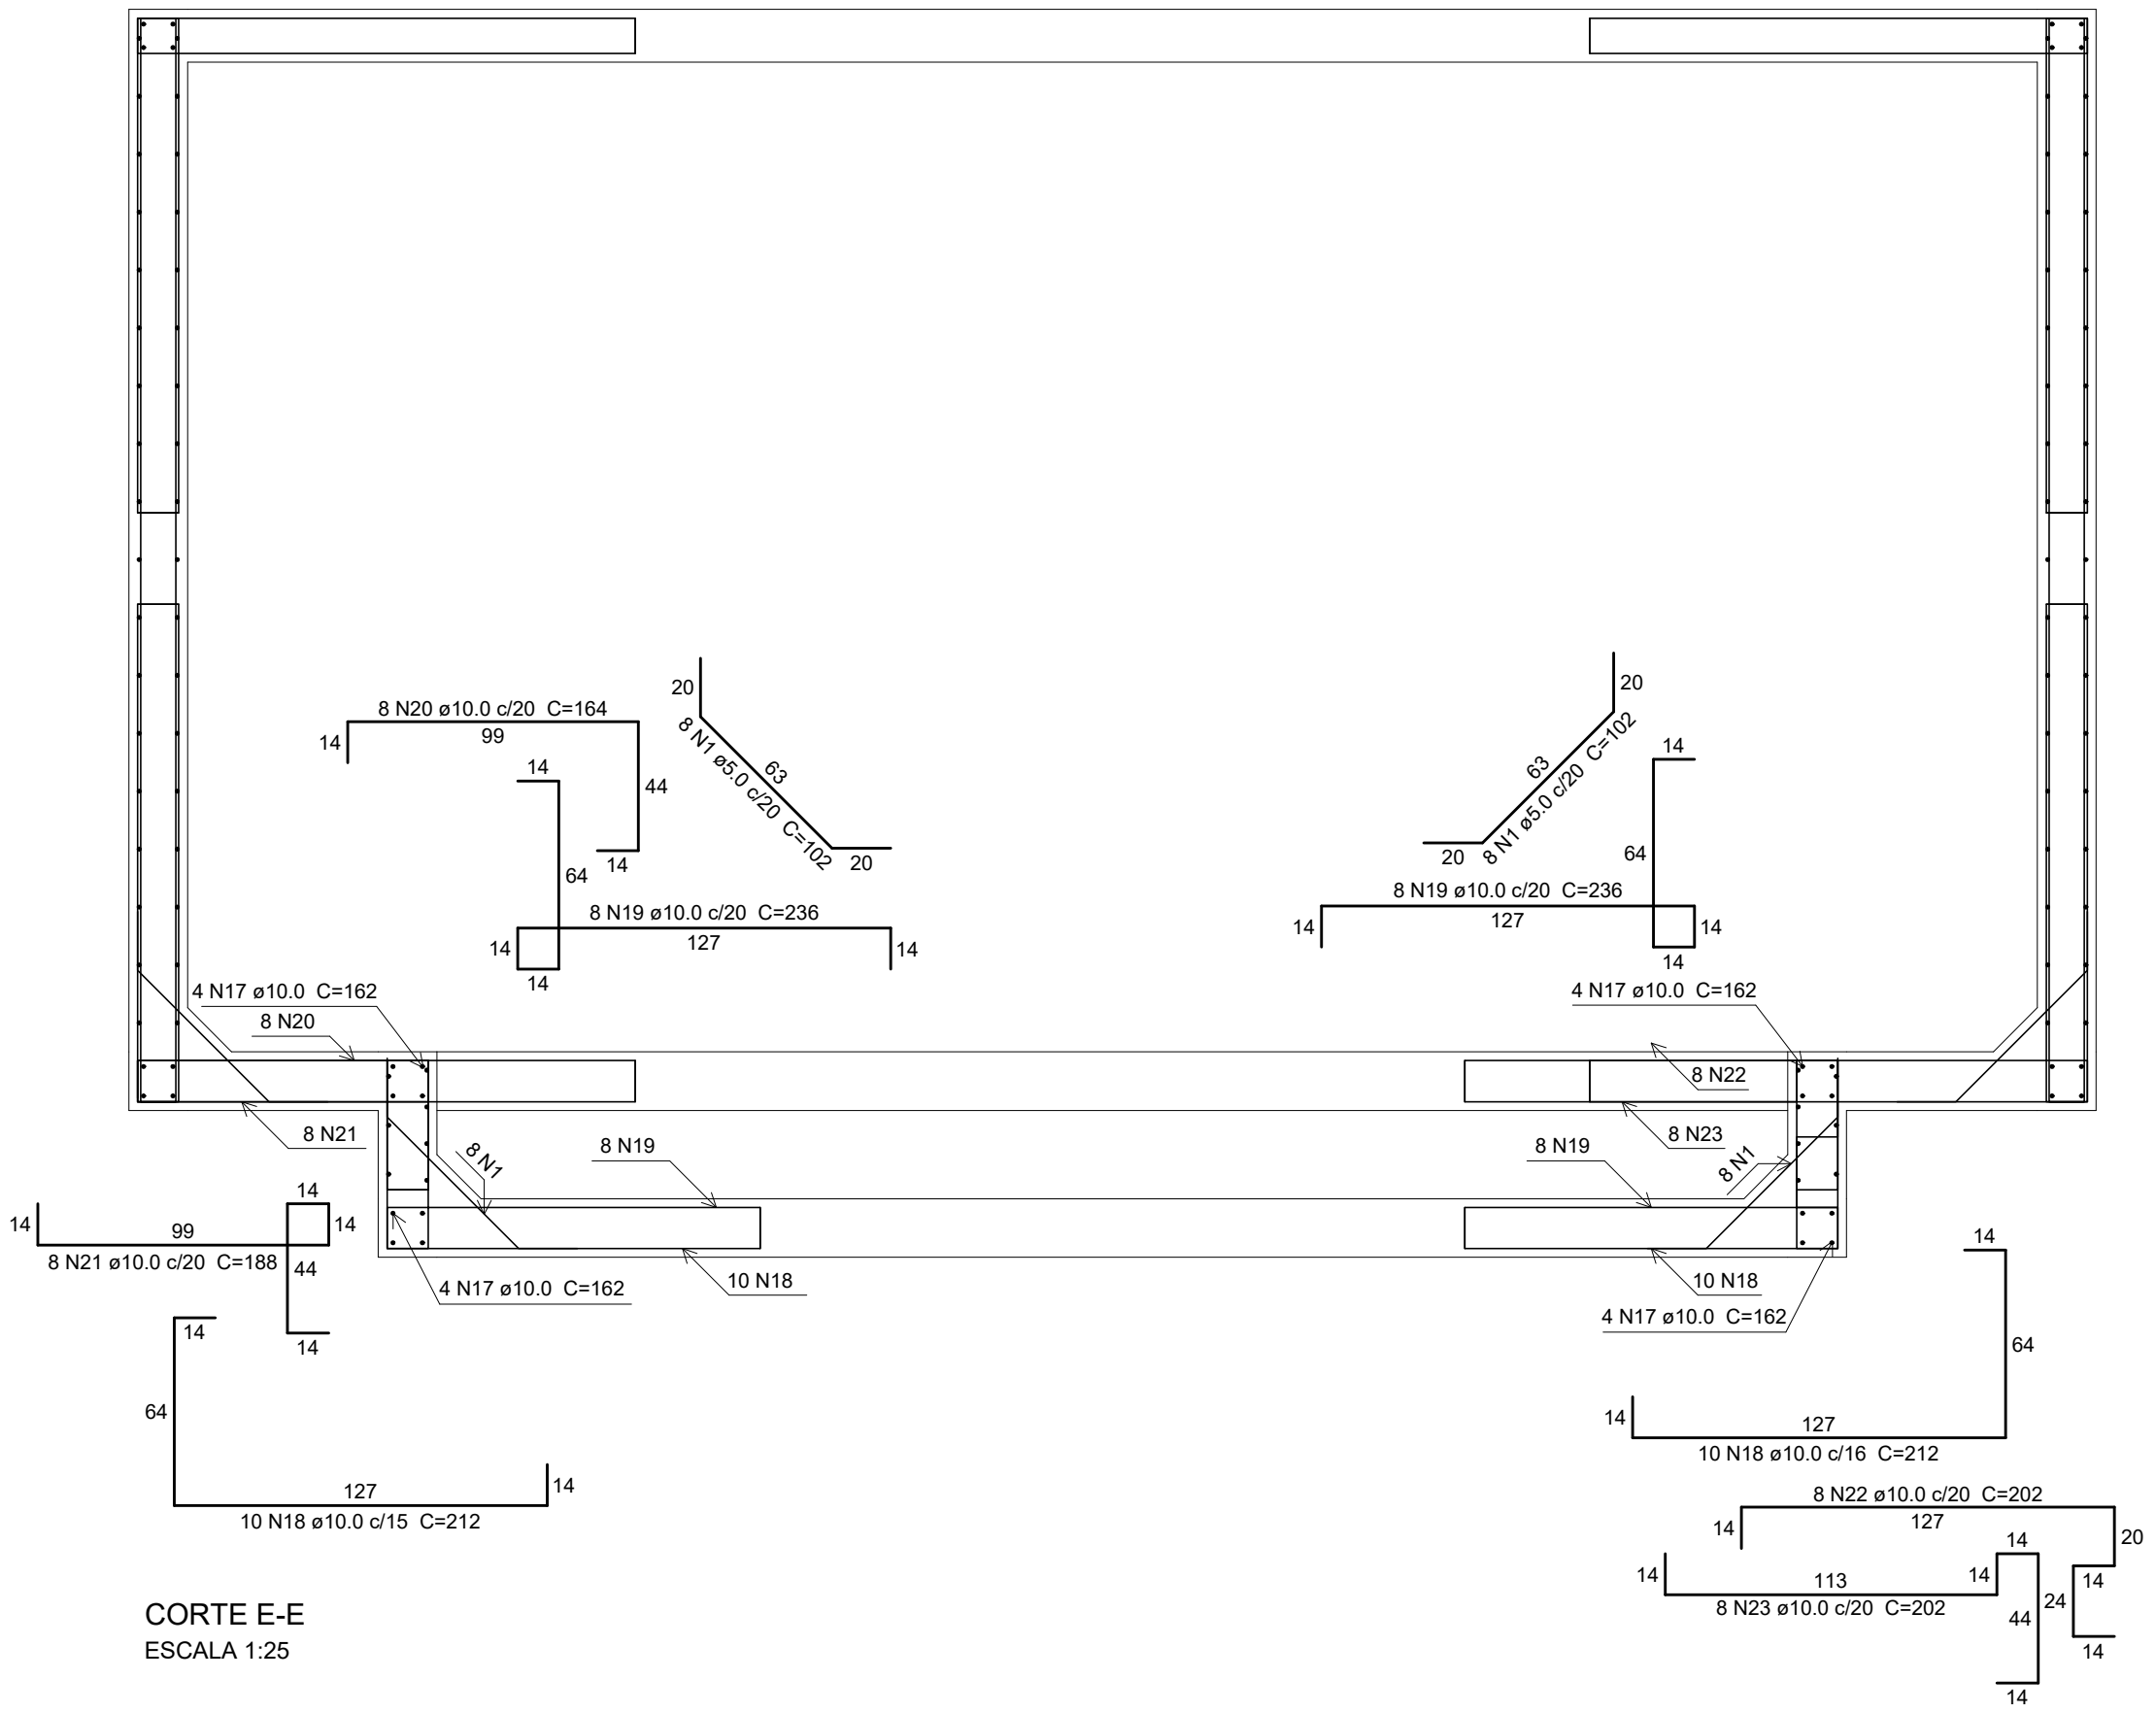 20
20
8 N20 ø10.0 c/20  C=164
99
14
44
14
14
64
8 N1 ø5.0 c/20  C=102
63
20
63
8 N1 ø5.0 c/20  C=102
20
14
64
8 N19 ø10.0 c/20  C=236
127
14
14
14
8 N19 ø10.0 c/20  C=236
127
14
14
14
4 N17 ø10.0  C=162
8 N20
4 N17 ø10.0  C=162
8 N22
8 N21
8 N1
8 N19
8 N19
8 N1
8 N23
14
14
14
99
8 N21 ø10.0 c/20  C=188
44
14
4 N17 ø10.0  C=162
10 N18
10 N18
4 N17 ø10.0  C=162
14
64
14
127
10 N18 ø10.0 c/16  C=212
14
64
127
14
10 N18 ø10.0 c/15  C=212
8 N22 ø10.0 c/20  C=202
127
14
20
14
24
14
14
14
113
14
8 N23 ø10.0 c/20  C=202
44
14
CORTE E-E
ESCALA 1:25